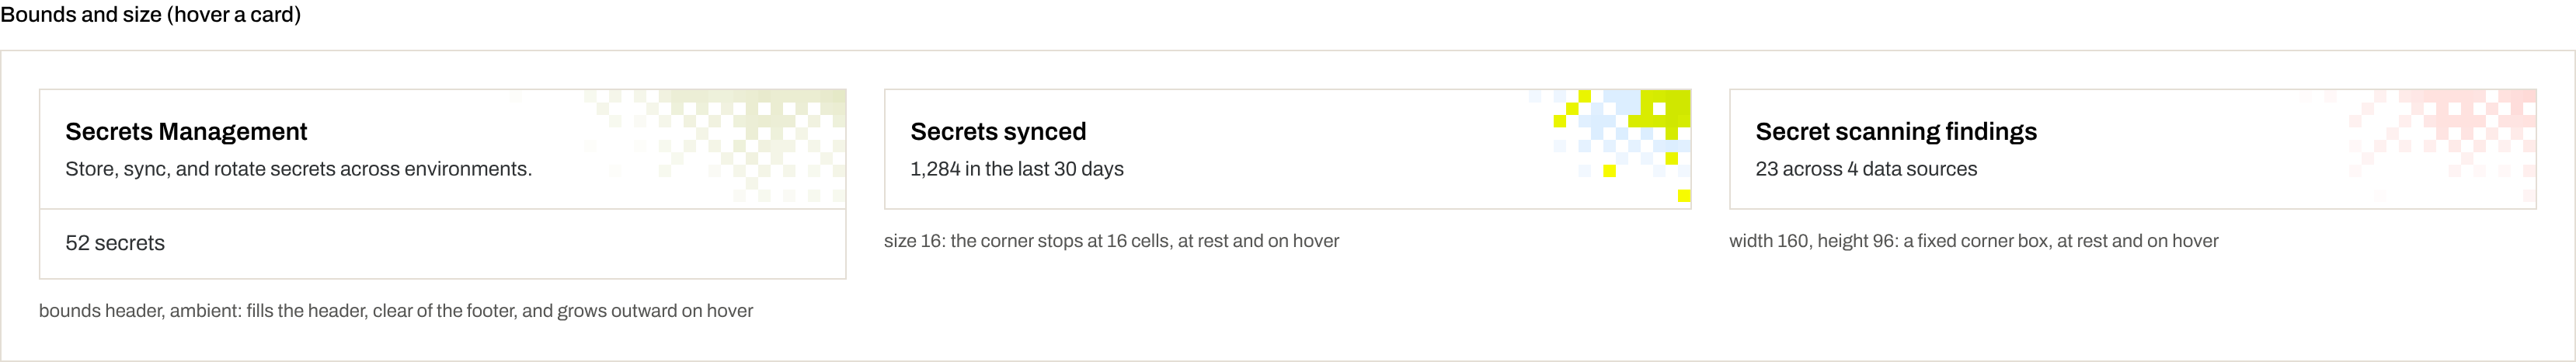 Bounds and size (hover a card)
Secrets Management
Store, sync, and rotate secrets across environments.
52 secrets
bounds header, ambient: fills the header, clear of the footer, and grows outward on hover
Secrets synced
1,284 in the last 30 days
size 16: the corner stops at 16 cells, at rest and on hover
Secret scanning findings
23 across 4 data sources
width 160, height 96: a fixed corner box, at rest and on hover